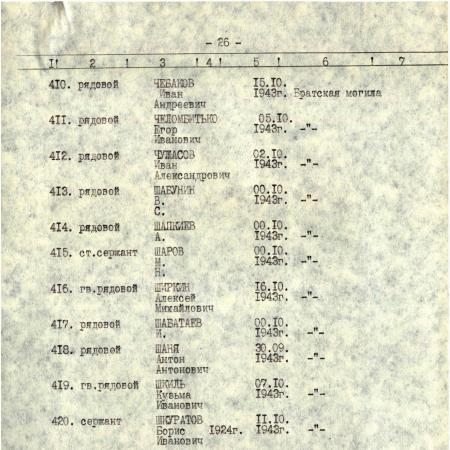 - 26 -
I! 2 ! 3 !4! 5 ! 6 ! 7
410. рядовой ЧЕБАКОВ 15.10.
Иван 1943г. Братская могила
Андреевич
411. рядовой ЧЕЛОМБИТЬКО 05.10.
Егор 1943г. -"-
Иванович
412. рядовой ЧУЖАСОВ 02.10.
Иван 1943г. -"-
Александрович
413. рядовой ШАБУНИН 00.10.
В. 1943г. -"-
С.
414. рядовой ШАПКИЕВ 00.10.
А. 1943г. -"-
415. ст.сержант ШАРОВ 00.10.
М. 1943г. -"-
Н.
416. гв.рядовой ШИРКИН 16.10.
Алексей 1943г. -"-
Михайлович
417. рядовой ШАБАТАЕВ 00.10.
И. 1943г. -"-
418. рядовой ШАНЯ 30.09.
Антон 1943г. -"-
Антонович
419. гв.рядовой ШКИЛЬ 07.10.
Кузьма 1943г. -"-
Иванович
420. сержант ШКУРАТОВ 11.10.
Борис 1924г. 1943г. -"-
Иванович